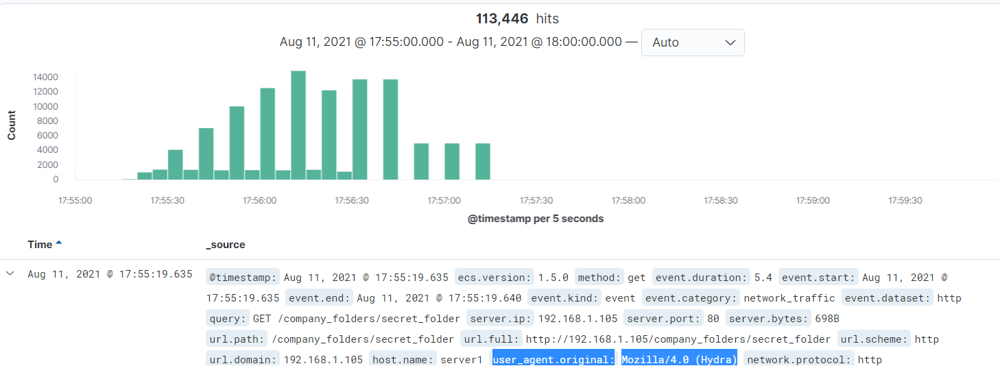 113,446 hits
Aug 11, 2021 @ 17:55:00.000 - Aug 11, 2021 @ 18:00:00.000 — Auto
14000
12000
10000
8000
6000
4000
2000
0
Count
17:55:00 17:55:30 17:56:00 17:56:30 17:57:00 17:57:30 17:58:00 17:58:30 17:59:00 17:59:30
@timestamp per 5 seconds
Time _source
Aug 11, 2021 @ 17:55:19.635 @timestamp: Aug 11, 2021 @ 17:55:19.635 ecs.version: 1.5.0 method: get event.duration: 5.4 event.start: Aug 11, 2021 @
17:55:19.635 event.end: Aug 11, 2021 @ 17:55:19.640 event.kind: event event.category: network_traffic event.dataset: http
query: GET /company_folders/secret_folder server.ip: 192.168.1.105 server.port: 80 server.bytes: 698B
url.path: /company_folders/secret_folder url.full: http://192.168.1.105/company_folders/secret_folder url.scheme: http
url.domain: 192.168.1.105 host.name: server1 user_agent.original: Mozilla/4.0 (Hydra) network.protocol: http